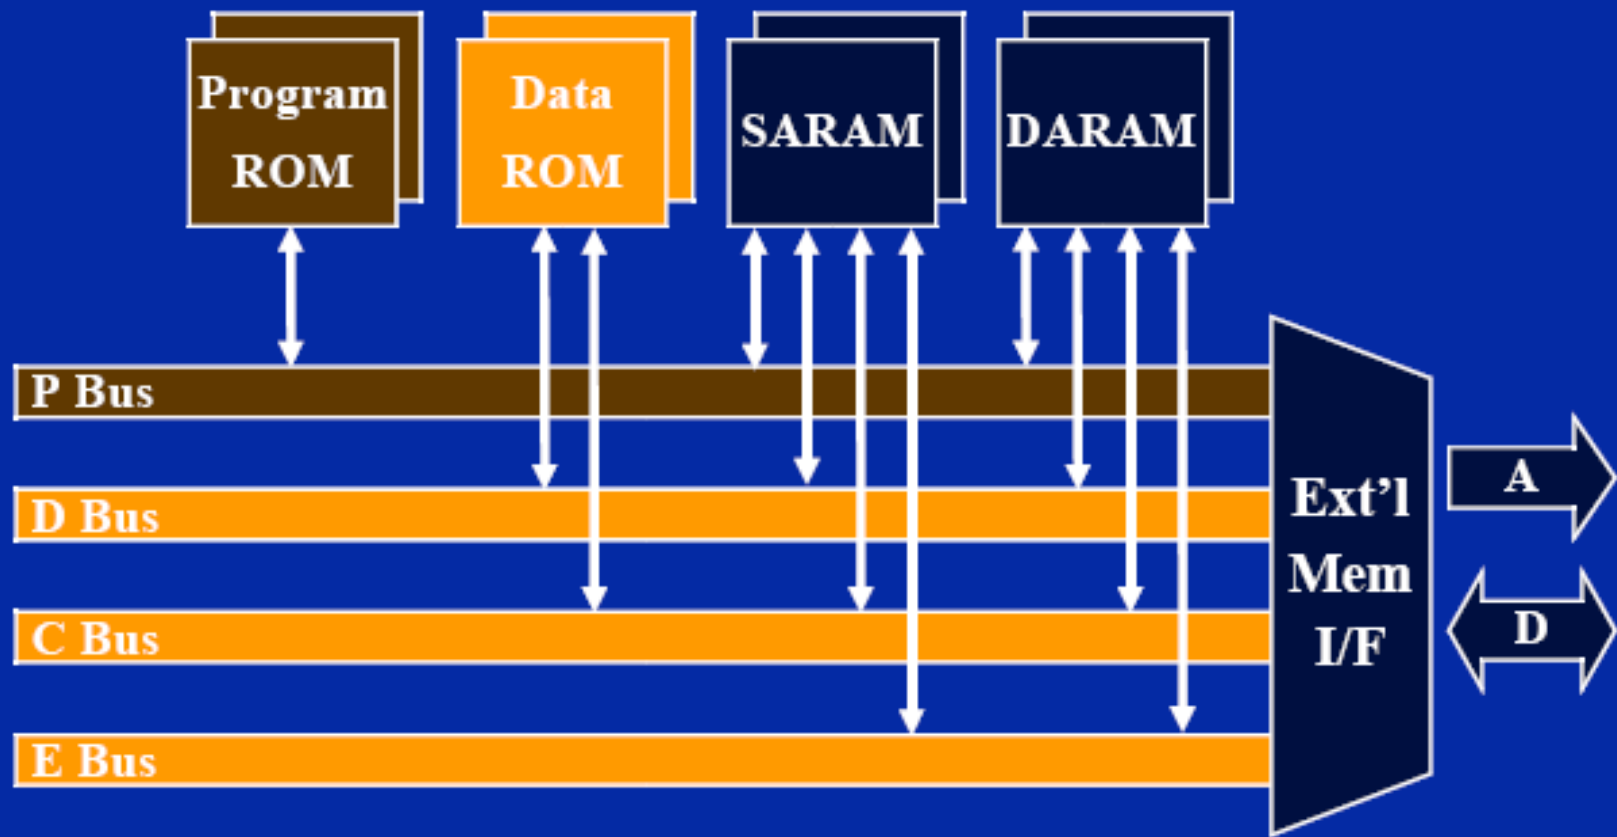 Program
ROM
Data
ROM
SARAM
DARAM
P Bus
D Bus
C Bus
E Bus
Ext’l
Mem
I/F
A
D